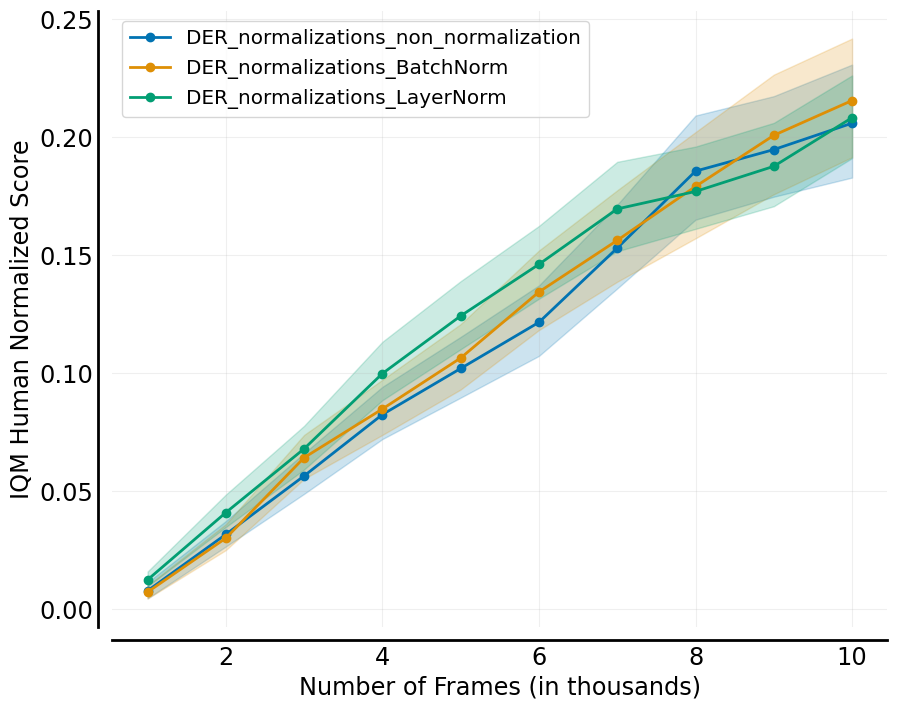 DER_normalizations_non_normalization
DER_normalizations_BatchNorm
DER_normalizations_LayerNorm
IQM Human Normalized Score
0.25
0.20
0.15
0.10
0.05
0.00
2 4 6 8 10
Number of Frames (in thousands)